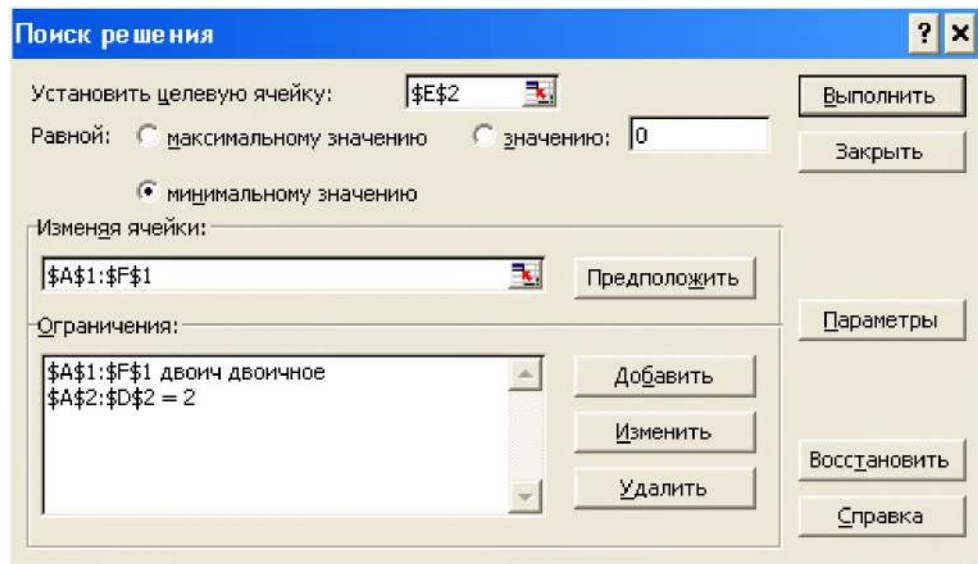 Поиск решения
? ×
Установить целевую ячейку: $E$2 Выполнить
Равной: максимальному значению значению: 0
Закрыть
минимальному значению
Изменяя ячейки:
$A$1:$F$1 Предположить
Ограничения: Параметры
$A$1:$F$1 двоич двоичное Добавить
$A$2:$D$2 = 2
Изменить
Восстановить
Удалить
Справка